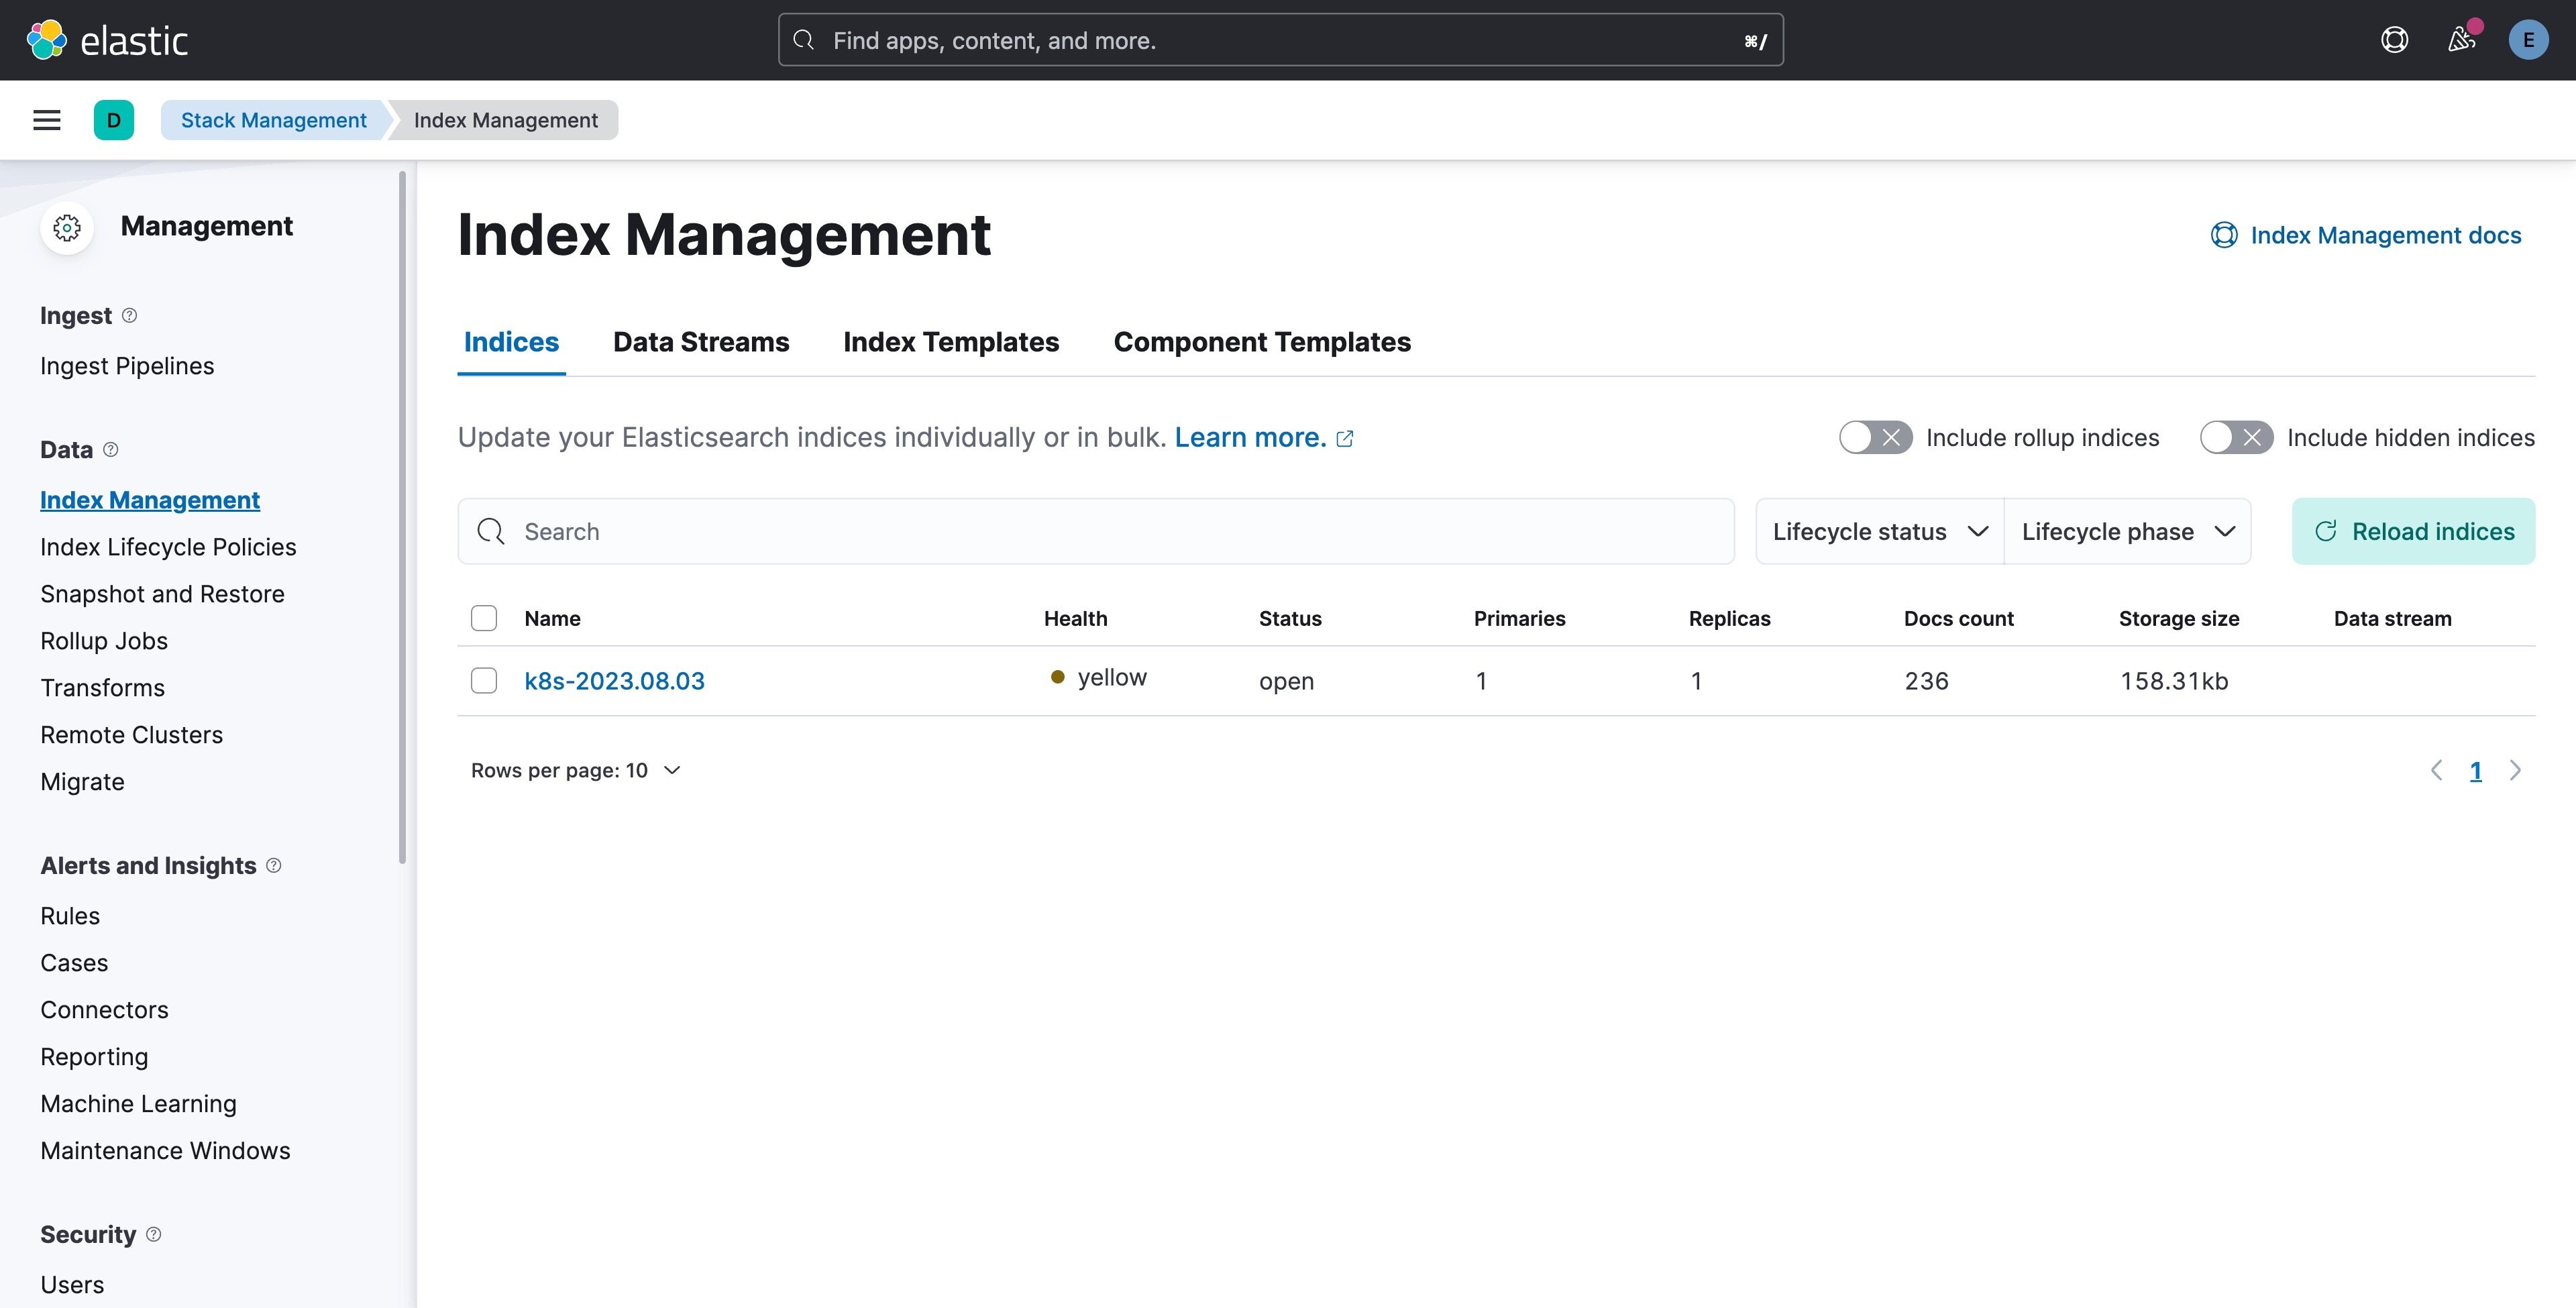 elastic
Find apps, content, and more.
⌘/
E
D
Stack Management
Index Management
Management
Ingest
Ingest Pipelines
Data
Index Management
Index Lifecycle Policies
Snapshot and Restore
Rollup Jobs
Transforms
Remote Clusters
Migrate
Alerts and Insights
Rules
Cases
Connectors
Reporting
Machine Learning
Maintenance Windows
Security
Users
Index Management
Index Management docs
Indices Data Streams Index Templates Component Templates
Update your Elasticsearch indices individually or in bulk. Learn more.
Include rollup indices
Include hidden indices
Search
Lifecycle status
Lifecycle phase
Reload indices
Name Health Status Primaries Replicas Docs count Storage size Data stream
k8s-2023.08.03 yellow open 1 1 236 158.31kb
Rows per page: 10
1